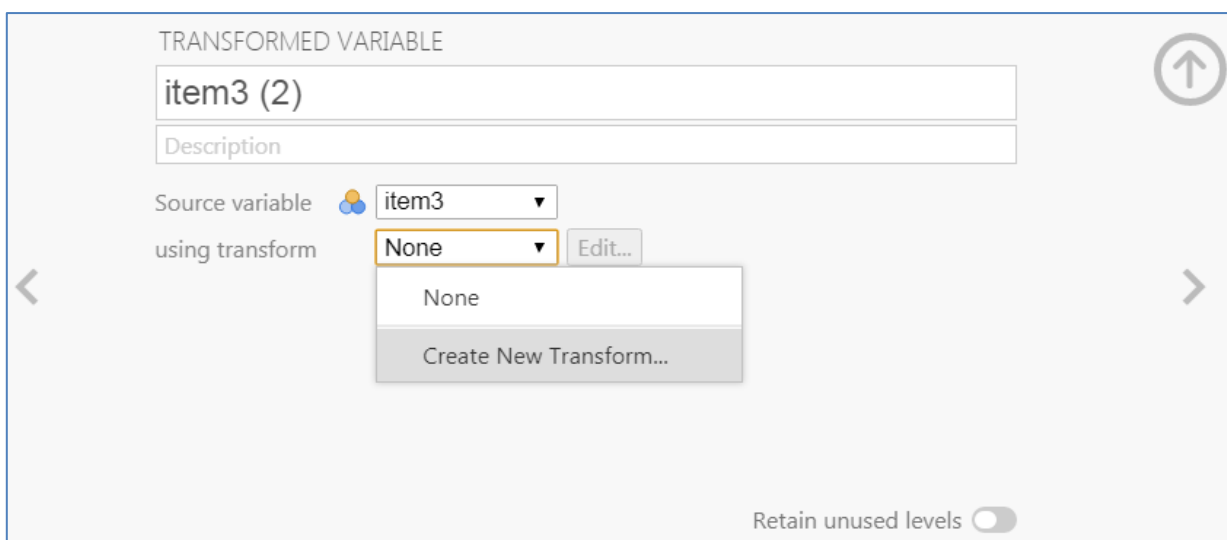 TRANSFORMED VARIABLE
item3 (2)
Description
Source variable item3
using transform None Edit...
None
Create New Transform...
Retain unused levels